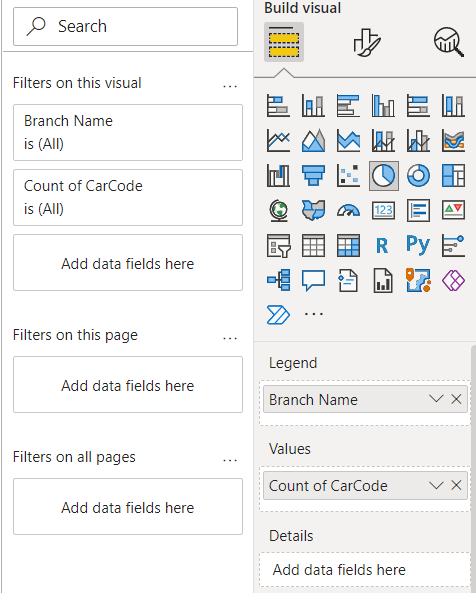 Search
Filters on this visual
...
Branch Name
is (All)
Count of CarCode
is (All)
Add data fields here
Filters on this page
...
Add data fields here
Filters on all pages
...
Add data fields here
Build visual
123
R
Py
...
Legend
Branch Name
Values
Count of CarCode
Details
Add data fields here